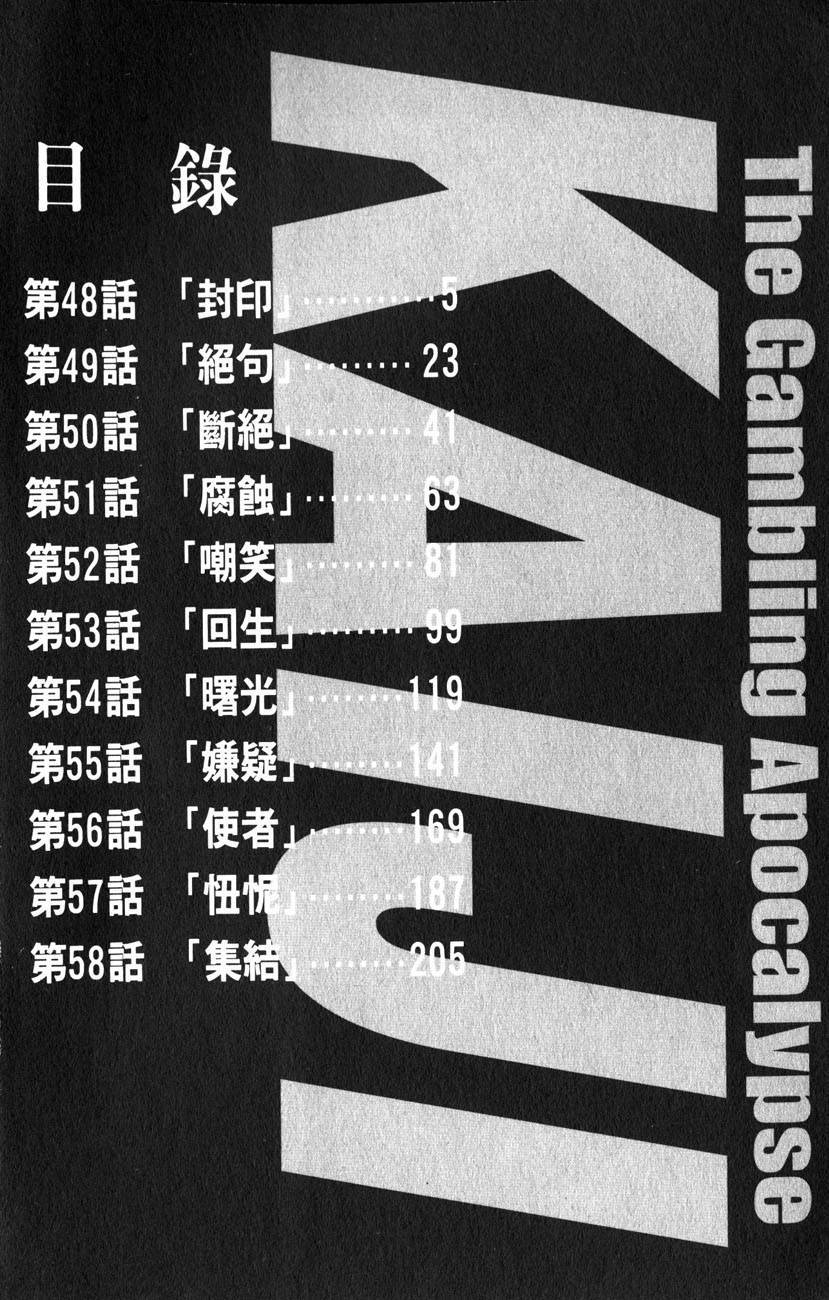 目 錄
第48話 「封印」…………5
第49話 「絕句」………23
第50話 「斷絕」………41
第51話 「腐蝕」………63
第52話 「嘲笑」………81
第53話 「回生」………99
第54話 「曙光」………119
第55話 「嫌疑」………141
第56話 「使者」………169
第57話 「忸怩」………187
第58話 「集結」………205
KAIJI
The Gambling Apocalypse